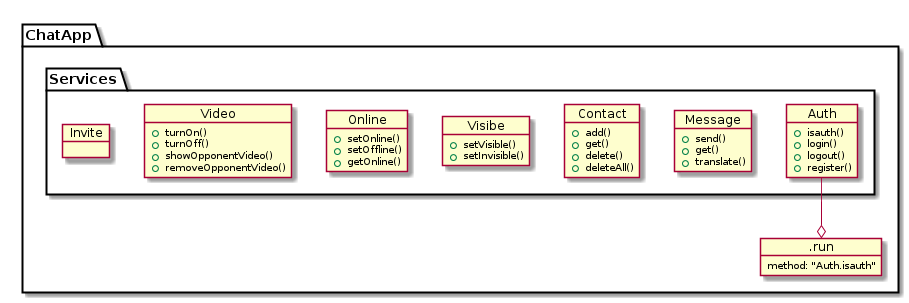 ChatApp
Services
Invite
Video
turnOn()
turnOff()
showOpponentVideo()
removeOpponentVideo()
Online
setOnline()
setOffline()
getOnline()
Visibe
setVisible()
setInvisible()
Contact
add()
get()
delete()
deleteAll()
Message
send()
get()
translate()
Auth
isauth()
login()
logout()
register()
.run
method: "Auth.isauth"